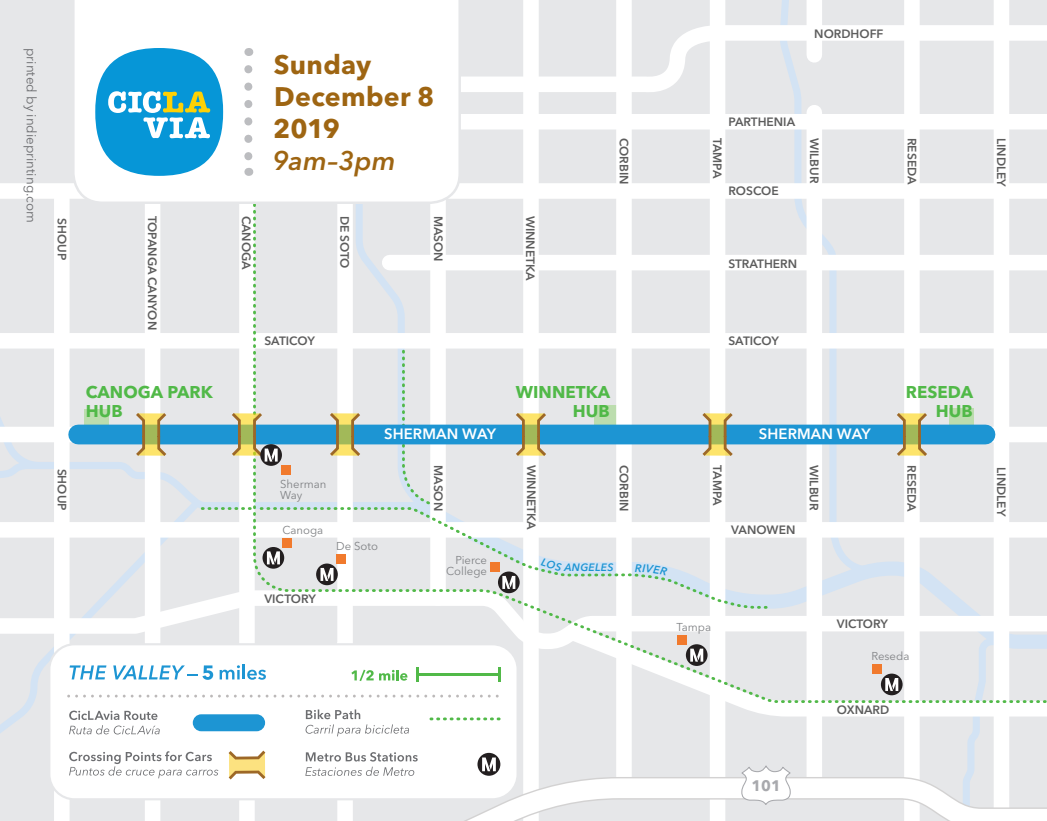 printed by indieprinting.com
CICLA
VIA
Sunday
December 8
2019
9am–3pm
NORDHOFF
PARTHENIA
CORBIN
TAMPA
WILBUR
RESEDA
LINDLEY
ROSCOE
SHOUP
TOPANGA CANYON
CANOGA
DE SOTO
MASON
WINNETKA
STRATHERN
SATICOY
SATICOY
CANOGA PARK
HUB
WINNETKA
HUB
RESEDA
HUB
SHERMAN WAY
SHERMAN WAY
M
Sherman
Way
SHOUP
MASON
WINNETKA
CORBIN
TAMPA
WILBUR
RESEDA
LINDLEY
VANOWEN
Canoga
M
De Soto
M
Pierce
College
M
LOS ANGELES RIVER
VICTORY
VICTORY
Tampa
M
Reseda
M
OXNARD
THE VALLEY — 5 miles
1/2 mile
CicLAvia Route
Ruta de CicLAvía
Bike Path
Carril para bicicleta
Crossing Points for Cars
Puntos de cruce para carros
Metro Bus Stations
Estaciones de Metro
M
101